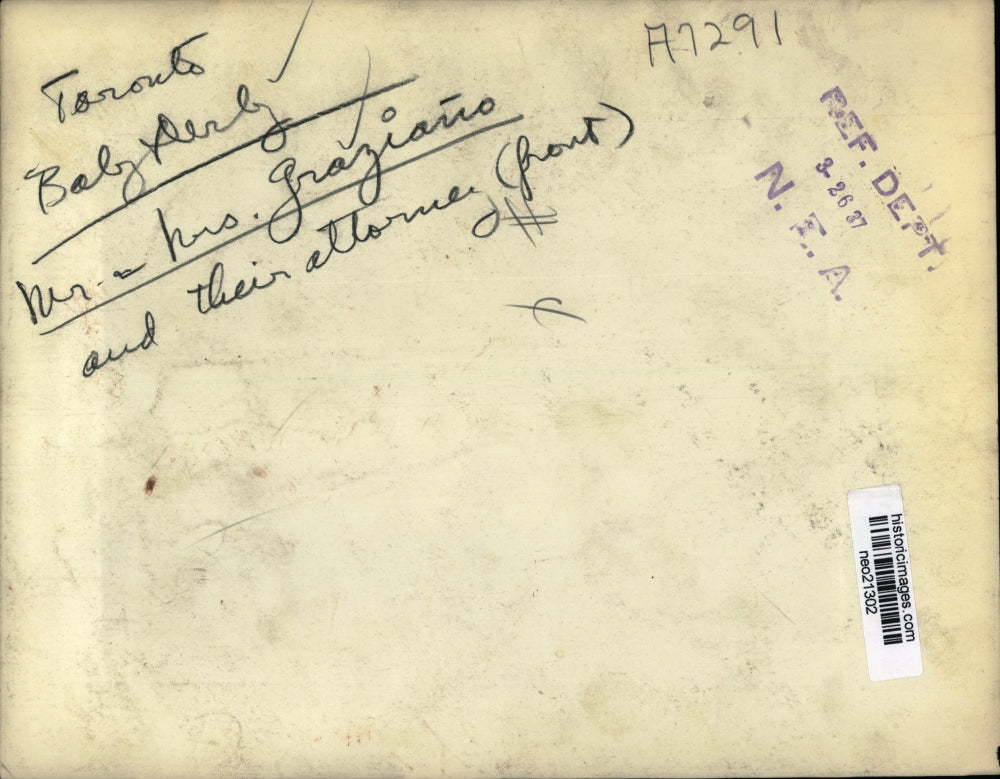 Toronto
Baby Derby
Mr. = Mrs. Graziano
and their attorney (front)
A7291
REF. DEPT.
3-26 37
N. E. A.
historicimages.com
neo21302